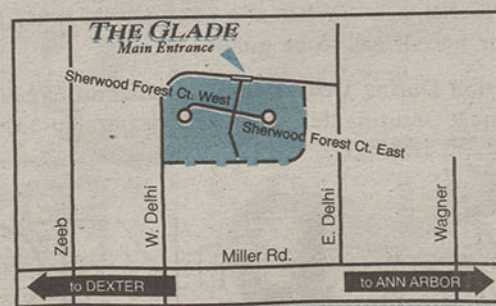 THE GLADE
Main Entrance
Sherwood Forest Ct. West
Sherwood Forest Ct. East
Zeeb
W. Delhi
E. Delhi
Wagner
Miller Rd.
to DEXTER
to ANN ARBOR